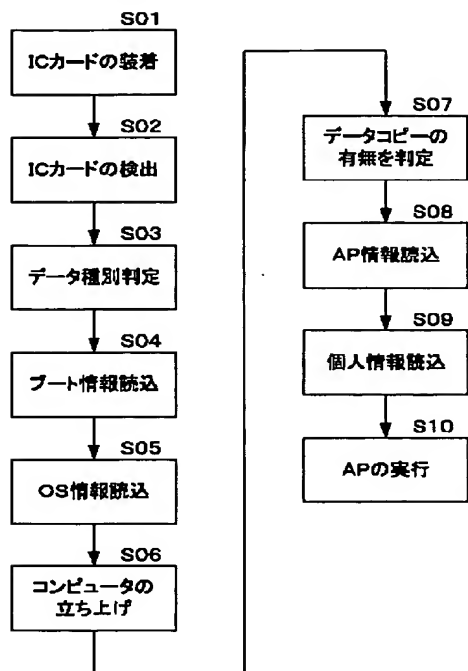 S01
ICカードの装着
S02
ICカードの検出
S03
データ種別判定
S04
ブート情報読込
S05
OS情報読込
S06
コンピュータの
立ち上げ
S07
データコピーの
有無を判定
S08
AP情報読込
S09
個人情報読込
S10
APの実行